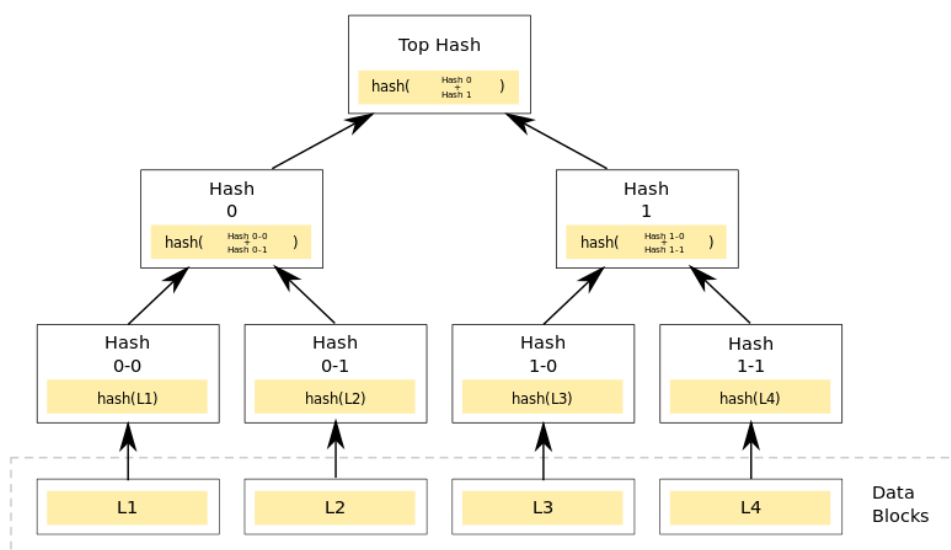 Top Hash
hash( Hash 0 + Hash 1 )
Hash
0
hash( Hash 0-0 + Hash 0-1 )
Hash
1
hash( Hash 1-0 + Hash 1-1 )
Hash
0-0
hash(L1)
Hash
0-1
hash(L2)
Hash
1-0
hash(L3)
Hash
1-1
hash(L4)
L1
L2
L3
L4
Data
Blocks